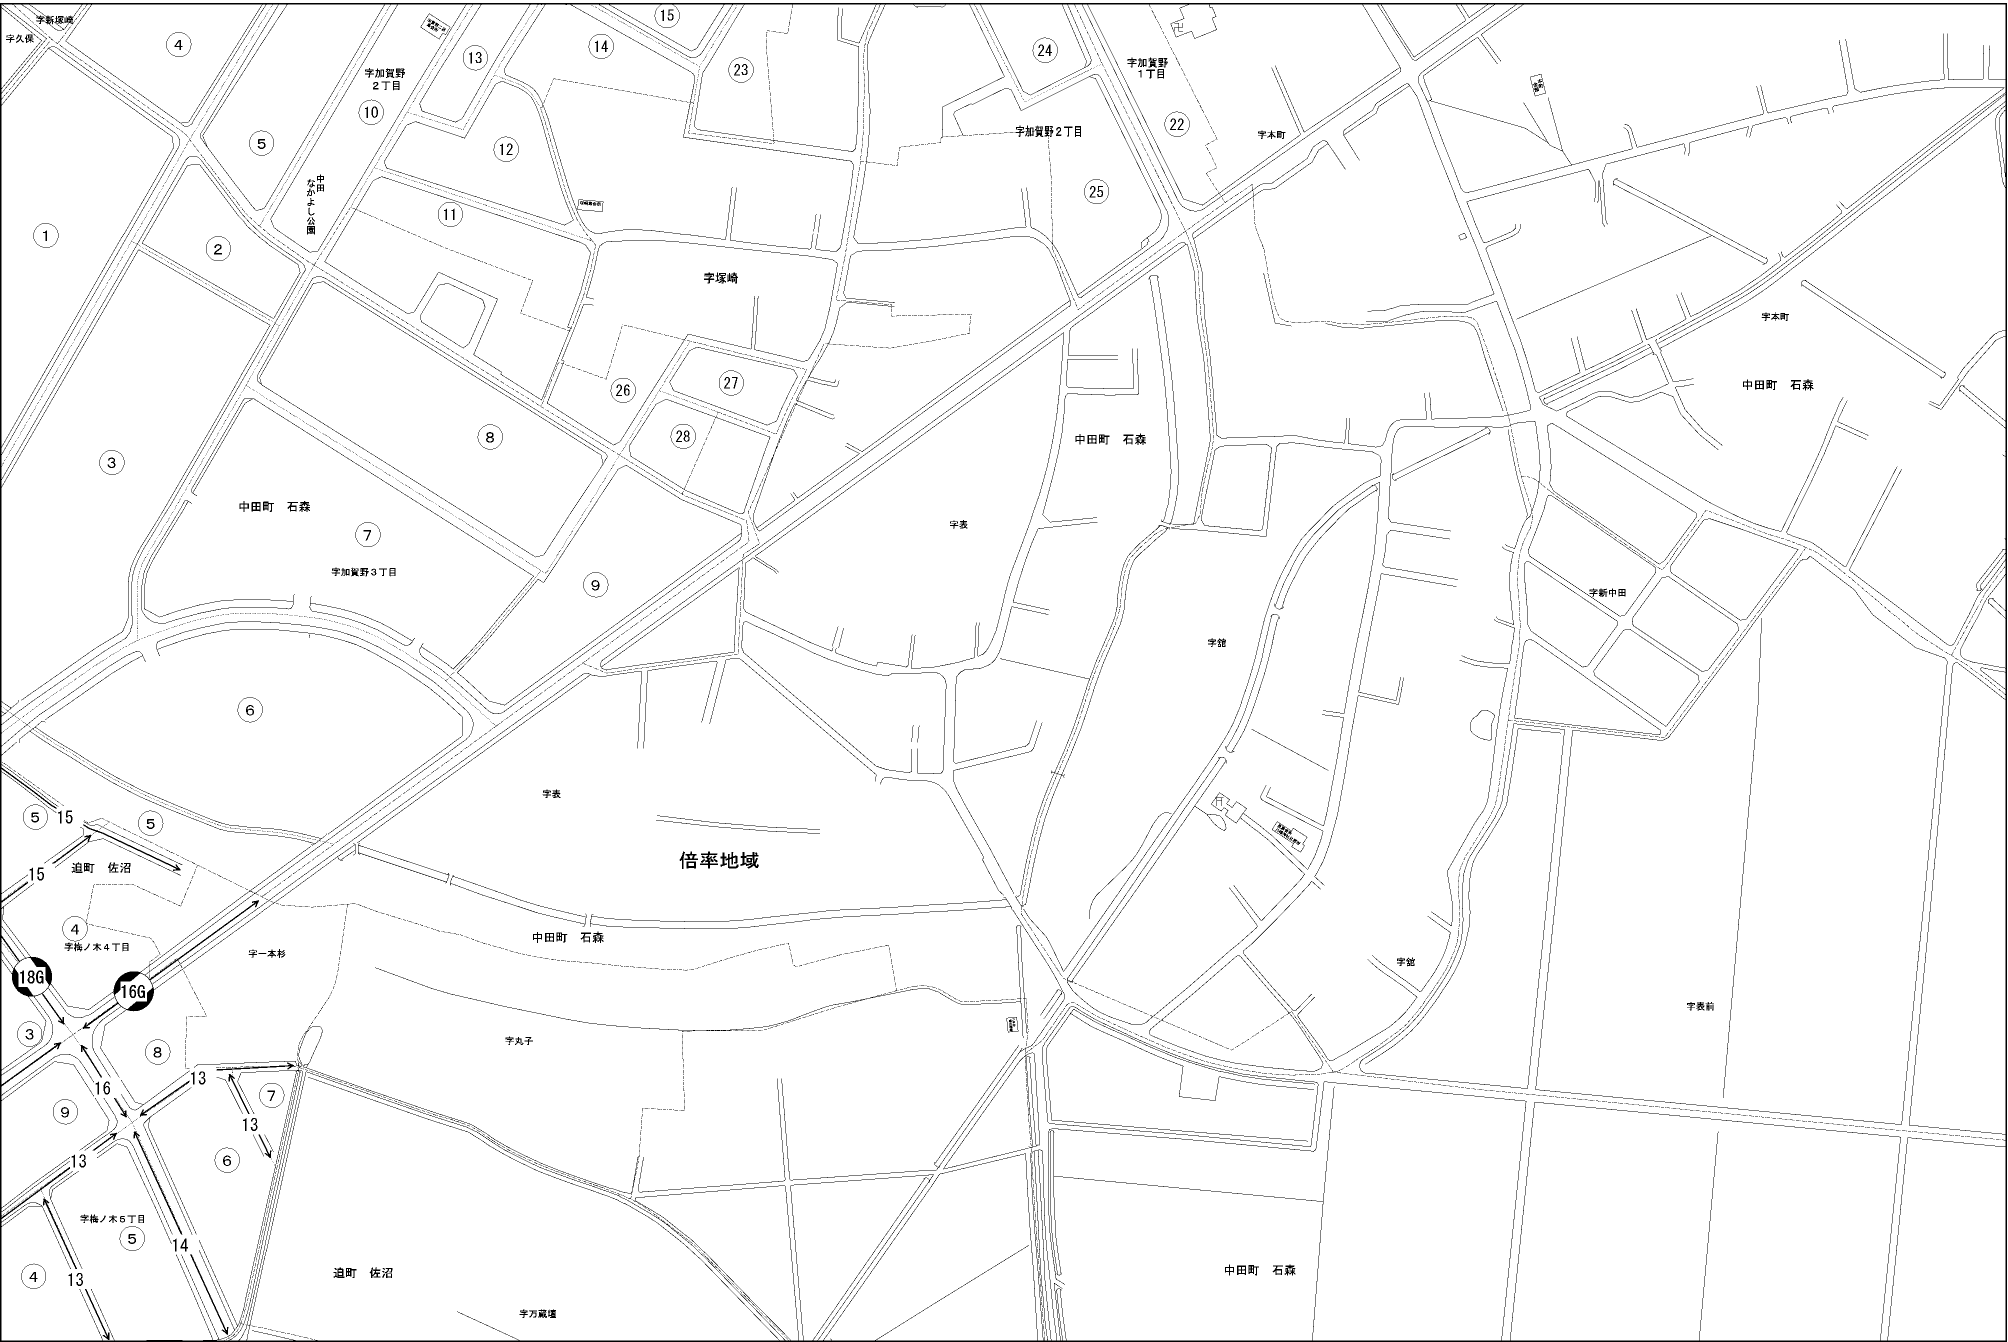 字新塚崎
字久保
4
13
14
15
23
24
字加賀野
1丁目
22
字加賀野
2丁目
10
5
12
字加賀野2丁目
字本町
中田
なかよし公園
11
25
1
2
字塚崎
字本町
26
27
28
8
3
中田町 石森
7
字加賀野3丁目
9
中田町 石森
中田町 石森
字表
字新中田
字舘
6
字表
倍率地域
5
15
5
15
迫町 佐沼
4
字梅ノ木4丁目
字一本杉
中田町 石森
字舘
字表前
18G
16G
3
8
字丸子
16
13
7
9
13
13
6
字梅ノ木5丁目
5
14
4
13
迫町 佐沼
字万蔵壇
中田町 石森